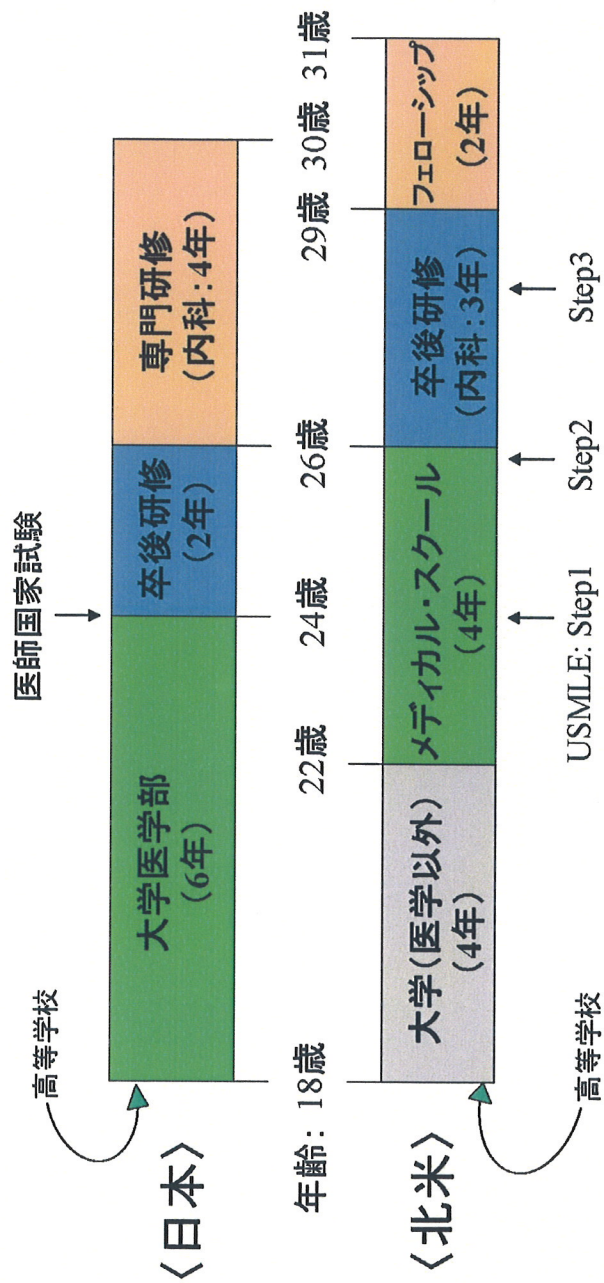 医師国家試験
高等学校
〈日本〉
大学医学部
(6年)
卒後研修
(2年)
専門研修
(内科:4年)
年齢: 18歳 22歳 24歳 26歳 29歳 30歳 31歳
〈北米〉
大学(医学以外)
(4年)
メディカル・スクール
(4年)
卒後研修
(内科:3年)
フェローシップ
(2年)
高等学校
USMLE: Step1 Step2 Step3